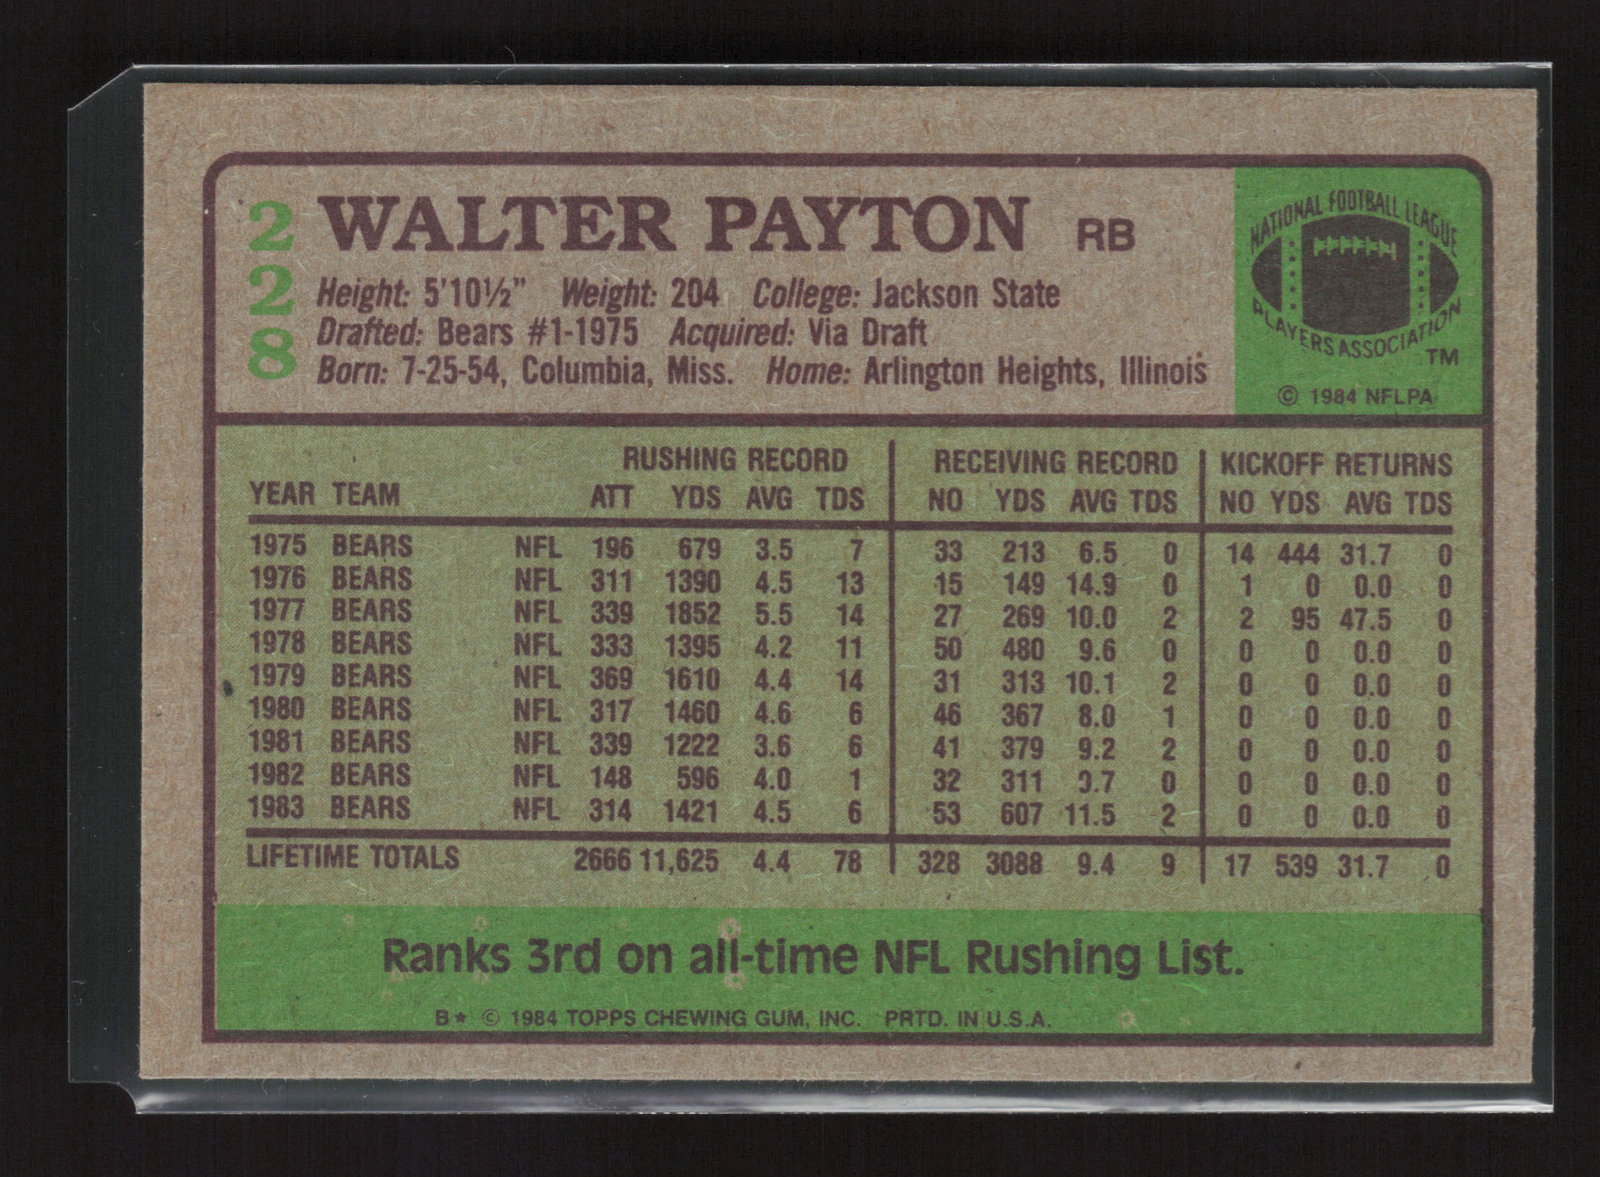 228
WALTER PAYTON RB
Height: 5'10½" Weight: 204 College: Jackson State
Drafted: Bears #1-1975 Acquired: Via Draft
Born: 7-25-54, Columbia, Miss. Home: Arlington Heights, Illinois
NATIONAL FOOTBALL LEAGUE
PLAYERS ASSOCIATION
TM
© 1984 NFLPA
RUSHING RECORD RECEIVING RECORD KICKOFF RETURNS
YEAR TEAM ATT YDS AVG TDS NO YDS AVG TDS NO YDS AVG TDS
1975 BEARS NFL 196 679 3.5 7 33 213 6.5 0 14 444 31.7 0
1976 BEARS NFL 311 1390 4.5 13 15 149 14.9 0 1 0 0.0 0
1977 BEARS NFL 339 1852 5.5 14 27 269 10.0 2 2 95 47.5 0
1978 BEARS NFL 333 1395 4.2 11 50 480 9.6 0 0 0 0.0 0
1979 BEARS NFL 369 1610 4.4 14 31 313 10.1 2 0 0 0.0 0
1980 BEARS NFL 317 1460 4.6 6 46 367 8.0 1 0 0 0.0 0
1981 BEARS NFL 339 1222 3.6 6 41 379 9.2 2 0 0 0.0 0
1982 BEARS NFL 148 596 4.0 1 32 311 9.7 0 0 0 0.0 0
1983 BEARS NFL 314 1421 4.5 6 53 607 11.5 2 0 0 0.0 0
LIFETIME TOTALS 2666 11,625 4.4 78 328 3088 9.4 9 17 539 31.7 0
Ranks 3rd on all-time NFL Rushing List.
B* © 1984 TOPPS CHEWING GUM, INC. PRTD. IN U.S.A.